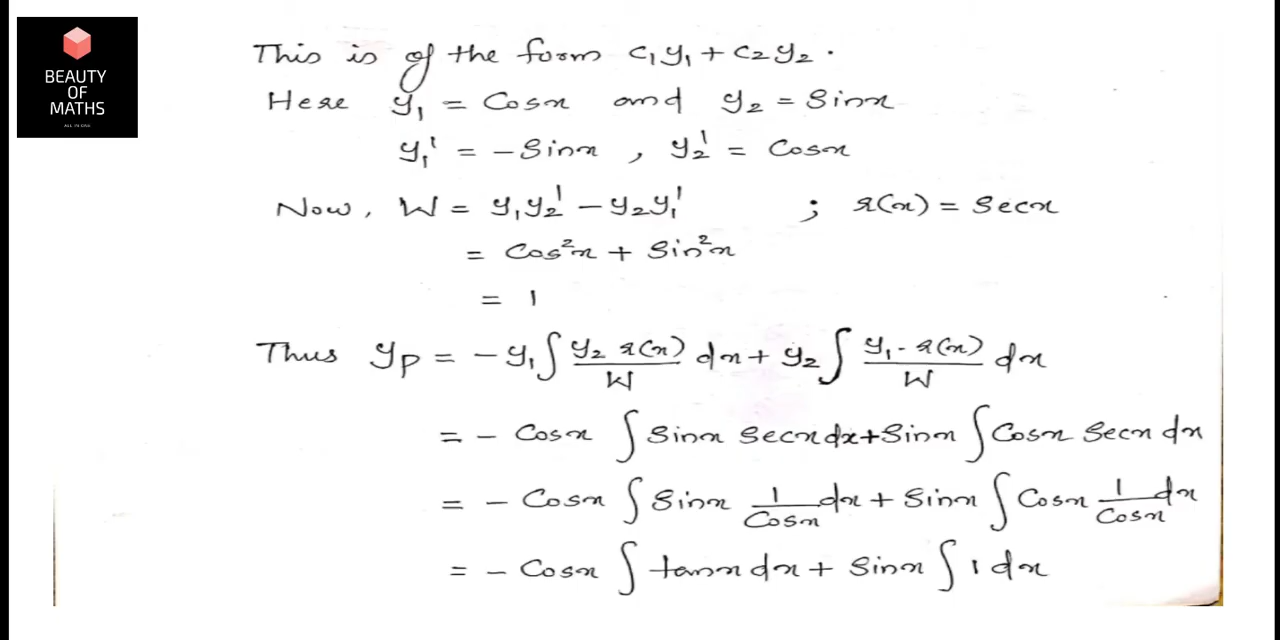 BEAUTY
OF
MATHS
ALL IN ONE
This is of the form c₁y₁ + c₂y₂.
Here y₁ = Cosx and y₂ = Sinx
y₁' = -Sinx , y₂' = Cosx
Now, W = y₁y₂' - y₂y₁' ; r(x) = Secx
= Cos²x + Sin²x
= 1
Thus yp = -y₁ ∫ (y₂ r(x))/W dx + y₂ ∫ (y₁ · r(x))/W dx
= - Cosx ∫ Sinx Secx dx + Sinx ∫ Cosx Secx dx
= - Cosx ∫ Sinx 1/Cosx dx + Sinx ∫ Cosx 1/Cosx dx
= - Cosx ∫ tanx dx + Sinx ∫ 1 dx